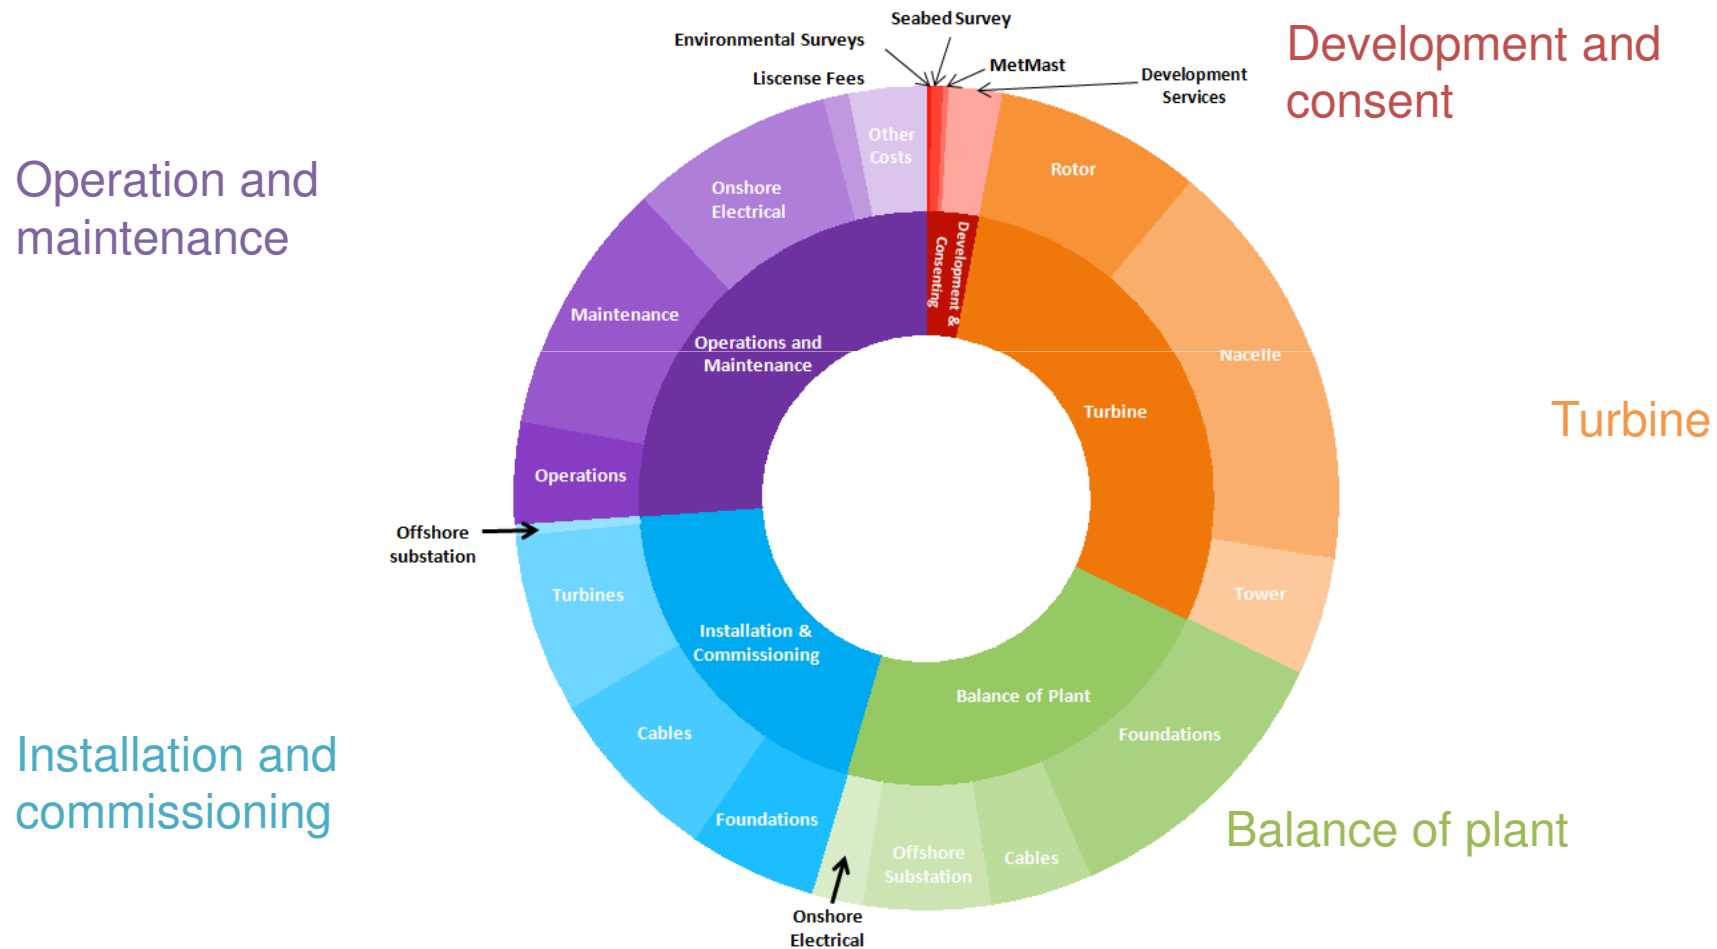 Seabed Survey
Environmental Surveys
MetMast
Liscense Fees
Development
Services
Development and
consent
Operation and
maintenance
Turbine
Balance of plant
Installation and
commissioning
Other
Costs
Rotor
Onshore
Electrical
Development &
Consenting
Maintenance
Operations and
Maintenance
Nacelle
Turbine
Operations
Offshore
substation
Turbines
Tower
Installation &
Commissioning
Balance of Plant
Cables
Foundations
Foundations
Offshore
Substation
Cables
Onshore
Electrical